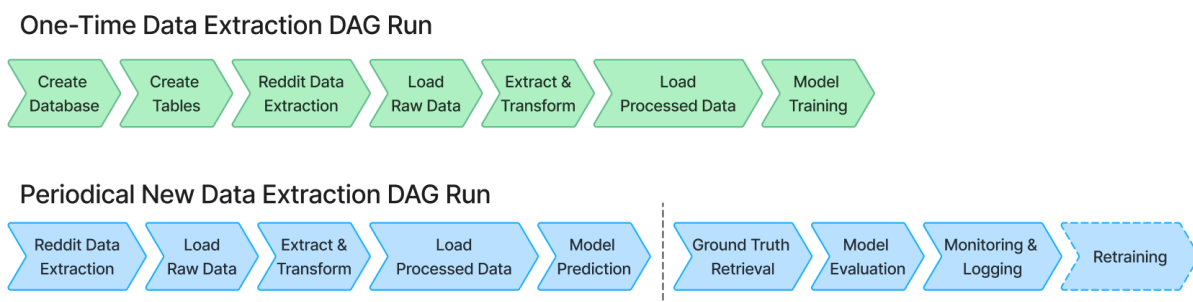 One-Time Data Extraction DAG Run
Create
Database
Create
Tables
Reddit Data
Extraction
Load
Raw Data
Extract &
Transform
Load
Processed Data
Model
Training
Periodical New Data Extraction DAG Run
Reddit Data
Extraction
Load
Raw Data
Extract &
Transform
Load
Processed Data
Model
Prediction
Ground Truth
Retrieval
Model
Evaluation
Monitoring &
Logging
Retraining